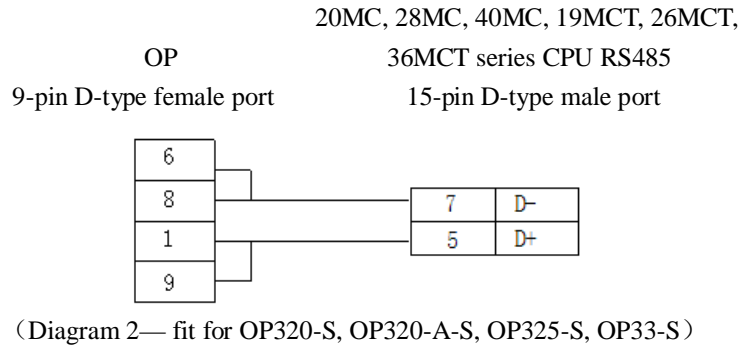 20MC, 28MC, 40MC, 19MCT, 26MCT,
OP 36MCT series CPU RS485
9-pin D-type female port 15-pin D-type male port
6
8 7 D-
1 5 D+
9
（Diagram 2— fit for OP320-S, OP320-A-S, OP325-S, OP33-S）